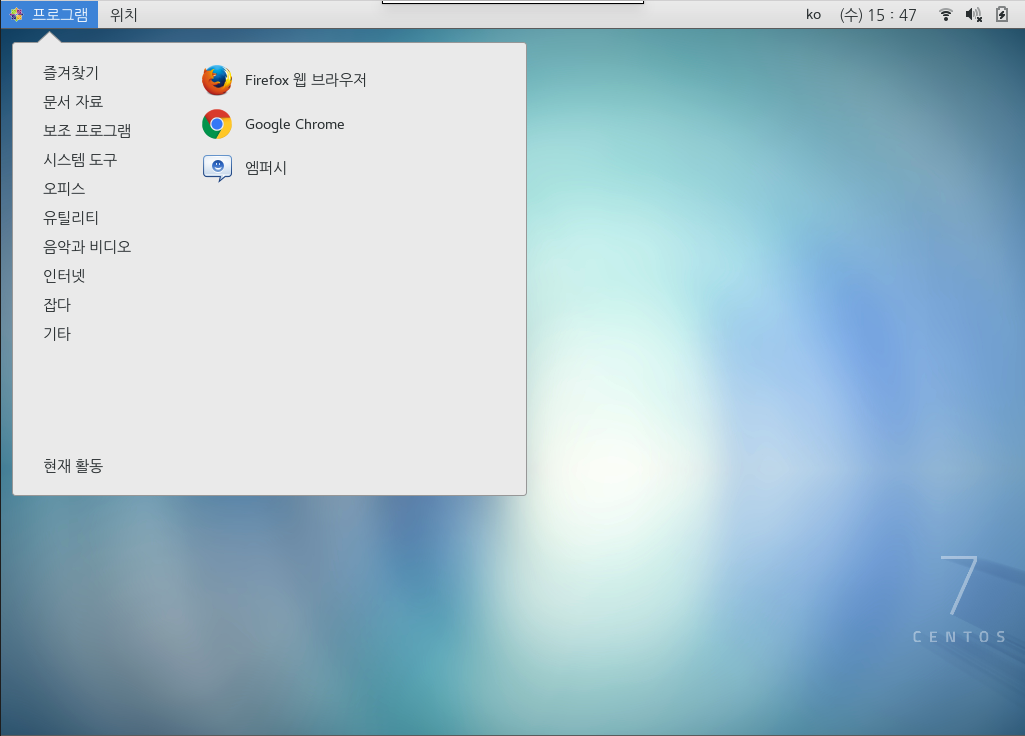 프로그램 위치 ko (수) 15 : 47
즐겨찾기
문서 자료
보조 프로그램
시스템 도구
오피스
유틸리티
음악과 비디오
인터넷
잡다
기타
현재 활동
Firefox 웹 브라우저
Google Chrome
엠퍼시
7
CENTOS